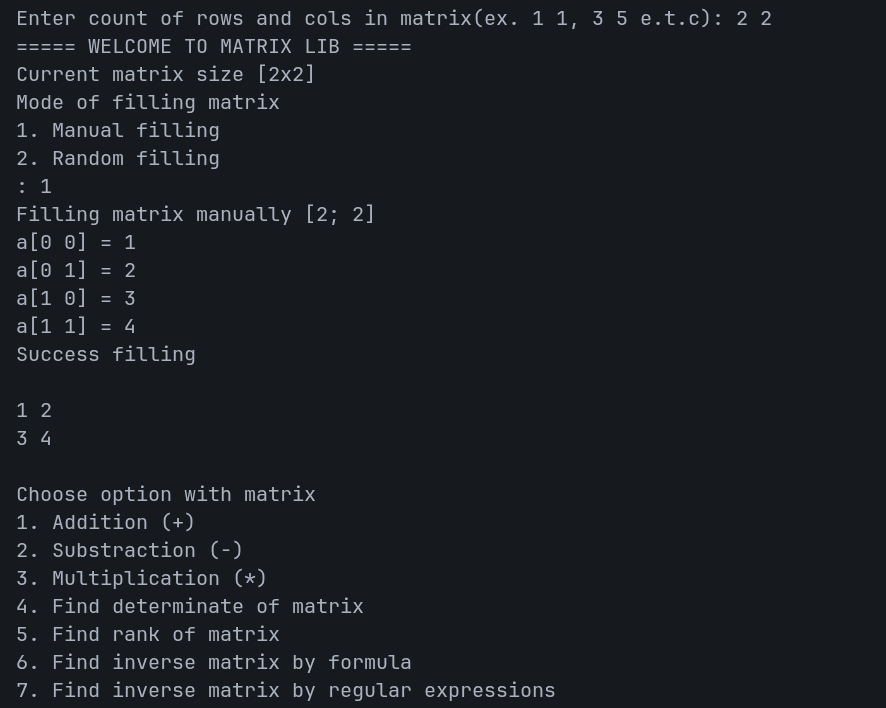 Enter count of rows and cols in matrix(ex. 1 1, 3 5 e.t.c): 2 2
===== WELCOME TO MATRIX LIB =====
Current matrix size [2x2]
Mode of filling matrix
1. Manual filling
2. Random filling
: 1
Filling matrix manually [2; 2]
a[0 0] = 1
a[0 1] = 2
a[1 0] = 3
a[1 1] = 4
Success filling
1 2
3 4
Choose option with matrix
1. Addition (+)
2. Substraction (-)
3. Multiplication (*)
4. Find determinate of matrix
5. Find rank of matrix
6. Find inverse matrix by formula
7. Find inverse matrix by regular expressions